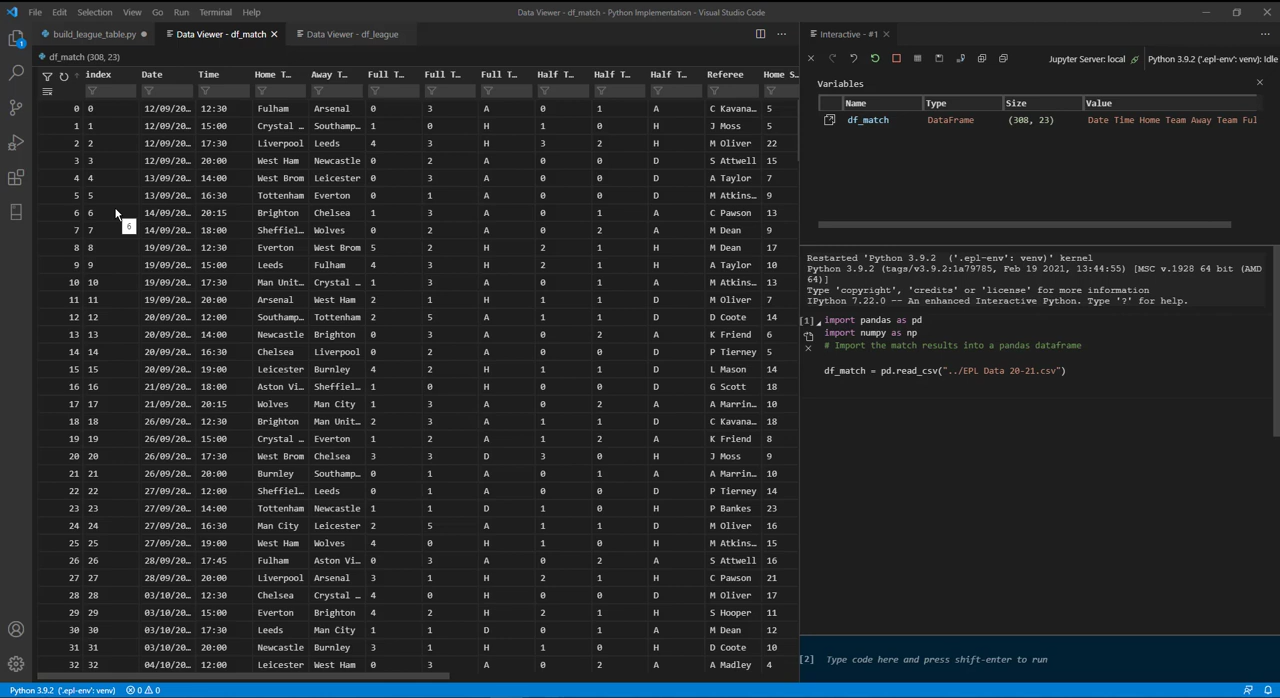 File Edit Selection View Go Run Terminal Help Data Viewer - df_match - Python Implementation - Visual Studio Code
build_league_table.py Data Viewer - df_match Data Viewer - df_league
df_match (308, 23)
index Date Time Home T... Away T... Full T... Full T... Full T... Half T... Half T... Half T... Referee Home S
0 0 12/09/20... 12:30 Fulham Arsenal 0 3 A 0 1 A C Kavana... 5
1 1 12/09/20... 15:00 Crystal ... Southamp... 1 0 H 1 0 H J Moss 5
2 2 12/09/20... 17:30 Liverpool Leeds 4 3 H 3 2 H M Oliver 22
3 3 12/09/20... 20:00 West Ham Newcastle 0 2 A 0 0 D S Attwell 15
4 4 13/09/20... 14:00 West Brom Leicester 0 3 A 0 0 D A Taylor 7
5 5 13/09/20... 16:30 Tottenham Everton 0 1 A 0 0 D M Atkins... 9
6 6 14/09/20... 20:15 Brighton Chelsea 1 3 A 0 1 A C Pawson 13
6
7 7 14/09/20... 18:00 Sheffiel... Wolves 0 2 A 0 2 A M Dean 9
8 8 19/09/20... 12:30 Everton West Brom 5 2 H 2 1 H M Dean 17
9 9 19/09/20... 15:00 Leeds Fulham 4 3 H 2 1 H A Taylor 10
10 10 19/09/20... 17:30 Man Unit... Crystal ... 1 3 A 0 1 A M Atkins... 13
11 11 19/09/20... 20:00 Arsenal West Ham 2 1 H 1 1 H M Oliver 7
12 12 20/09/20... 12:00 Southamp... Tottenham 2 5 A 1 1 D D Coote 14
13 13 20/09/20... 14:00 Newcastle Brighton 0 3 A 0 2 A K Friend 6
14 14 20/09/20... 16:30 Chelsea Liverpool 0 2 A 0 0 D P Tierney 5
15 15 20/09/20... 19:00 Leicester Burnley 4 2 H 1 1 D L Mason 14
16 16 21/09/20... 18:00 Aston Vi... Sheffiel... 1 0 H 0 0 D G Scott 18
17 17 21/09/20... 20:15 Wolves Man City 1 3 A 0 2 A A Marrin... 10
18 18 26/09/20... 12:30 Brighton Man Unit... 2 3 A 1 1 D C Kavana... 18
19 19 26/09/20... 15:00 Crystal ... Everton 1 2 A 1 2 A K Friend 8
20 20 26/09/20... 17:30 West Brom Chelsea 3 3 D 3 0 H J Moss 9
21 21 26/09/20... 20:00 Burnley Southamp... 0 1 A 0 1 A A Marrin... 10
22 22 27/09/20... 12:00 Sheffiel... Leeds 0 1 A 0 0 D P Tierney 14
23 23 27/09/20... 14:00 Tottenham Newcastle 1 1 D 1 0 H P Bankes 23
24 24 27/09/20... 16:30 Man City Leicester 2 5 A 1 1 D M Oliver 16
25 25 27/09/20... 19:00 West Ham Wolves 4 0 H 1 0 H M Atkins... 15
26 26 28/09/20... 17:45 Fulham Aston Vi... 0 3 A 0 2 A S Attwell 16
27 27 28/09/20... 20:00 Liverpool Arsenal 3 1 H 2 1 H C Pawson 21
28 28 03/10/20... 12:30 Chelsea Crystal ... 4 0 H 0 0 D M Oliver 17
29 29 03/10/20... 15:00 Everton Brighton 4 2 H 2 1 H S Hooper 11
30 30 03/10/20... 17:30 Leeds Man City 1 1 D 0 1 A M Dean 12
31 31 03/10/20... 20:00 Newcastle Burnley 3 1 H 1 0 H D Coote 10
32 32 04/10/20... 12:00 Leicester West Ham 0 3 A 0 2 A A Madley 4
Interactive - #1
Jupyter Server: local Python 3.9.2 ('.epl-env': venv): Idle
Variables
Name Type Size Value
df_match DataFrame (308, 23) Date Time Home Team Away Team Ful
Restarted 'Python 3.9.2 ('.epl-env': venv)' kernel
Python 3.9.2 (tags/v3.9.2:1a79785, Feb 19 2021, 13:44:55) [MSC v.1928 64 bit (AMD
64)]
Type 'copyright', 'credits' or 'license' for more information
IPython 7.22.0 -- An enhanced Interactive Python. Type '?' for help.
[1] import pandas as pd
import numpy as np
# Import the match results into a pandas dataframe
df_match = pd.read_csv("../EPL Data 20-21.csv")
[2] Type code here and press shift-enter to run
Python 3.9.2 ('.epl-env': venv) 0 0